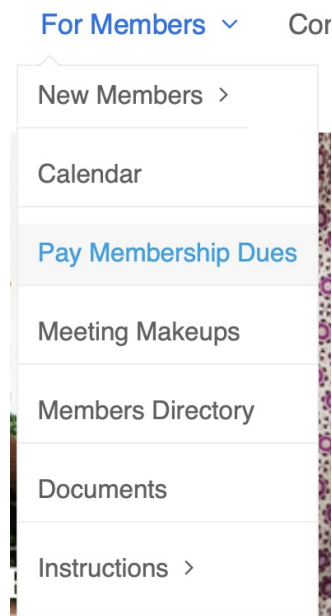 For Members
New Members
Calendar
Pay Membership Dues
Meeting Makeups
Members Directory
Documents
Instructions